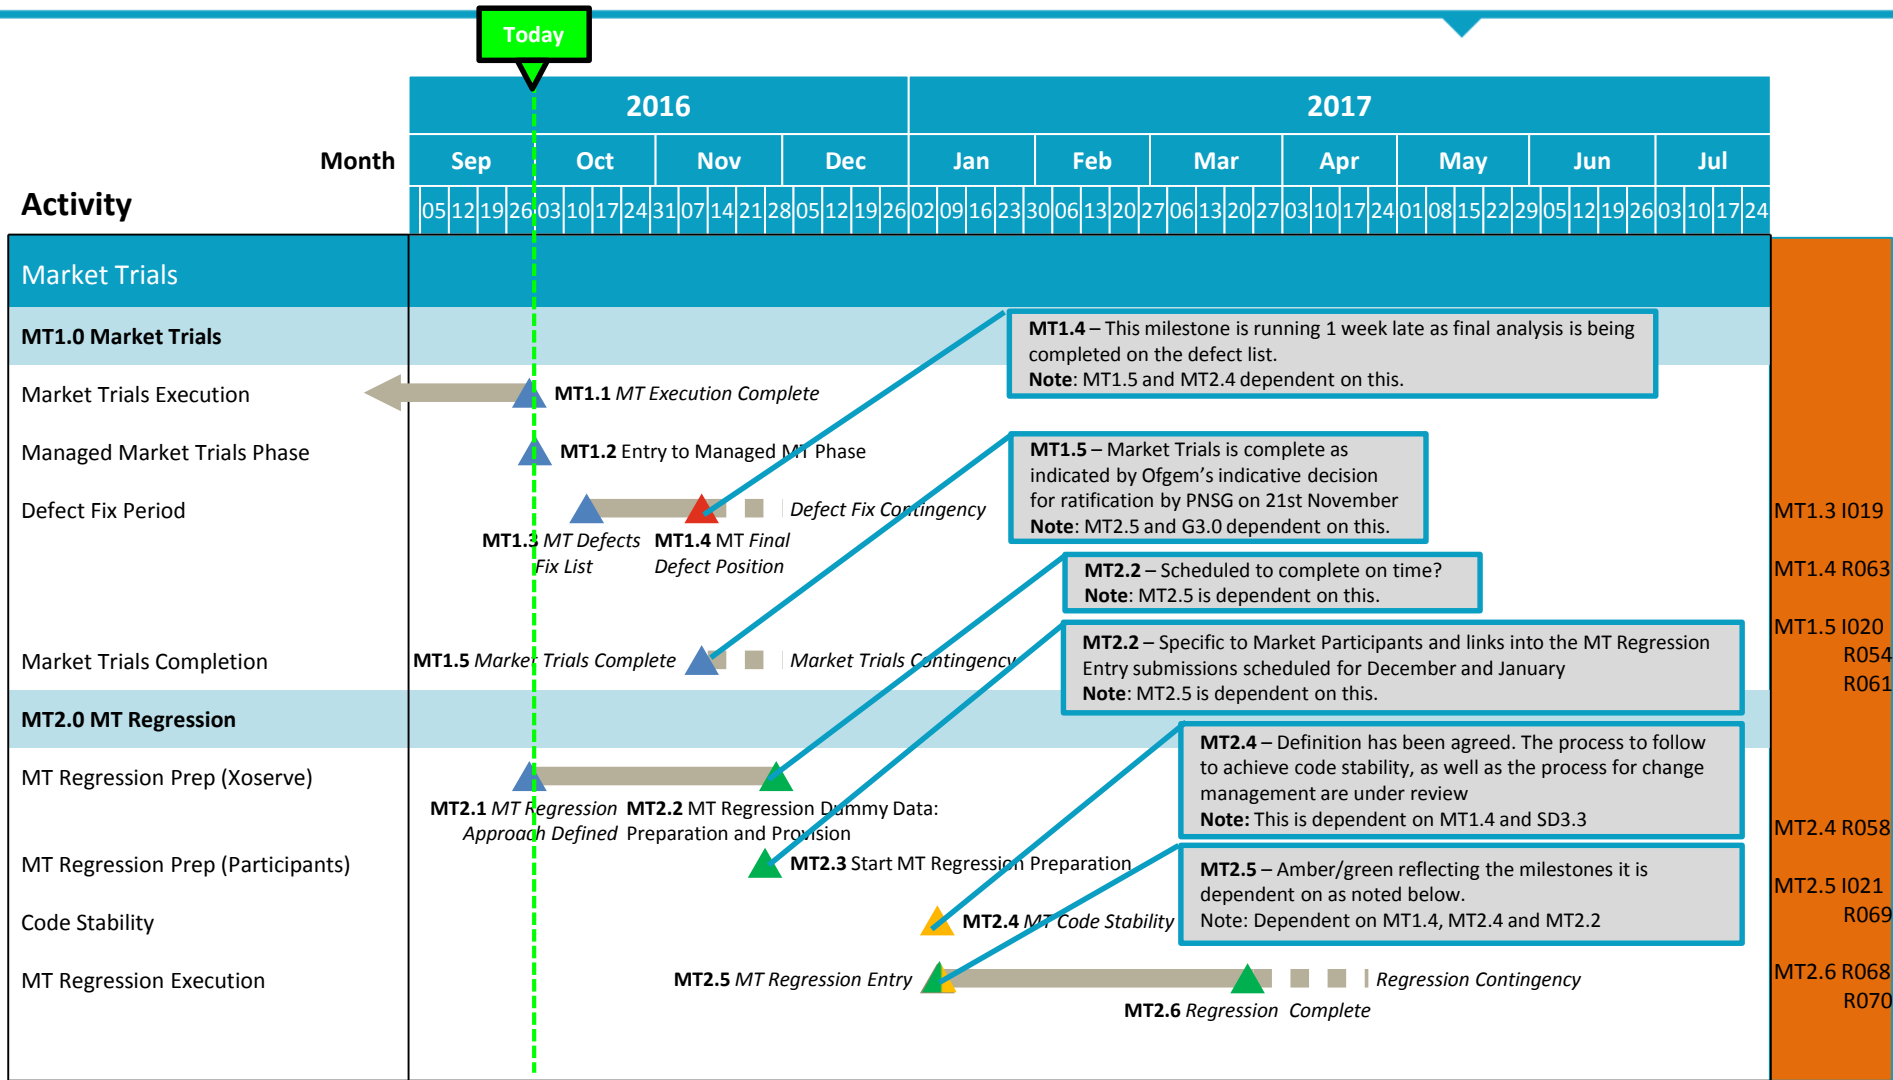 Today
2016
2017
Month
Sep
Oct
Nov
Dec
Jan
Feb
Mar
Apr
May
Jun
Jul
Activity
05 12 19 26 03 10 17 24 31 07 14 21 28 05 12 19 26 02 09 16 23 30 06 13 20 27 06 13 20 27 03 10 17 24 01 08 15 22 29 05 12 19 26 03 10 17 24
Market Trials
MT1.0 Market Trials
MT1.4 – This milestone is running 1 week late as final analysis is being
completed on the defect list.
Note: MT1.5 and MT2.4 dependent on this.
Market Trials Execution
MT1.1 MT Execution Complete
Managed Market Trials Phase
MT1.2 Entry to Managed MT Phase
MT1.5 – Market Trials is complete as
indicated by Ofgem's indicative decision
for ratification by PNSG on 21st November
Note: MT2.5 and G3.0 dependent on this.
Defect Fix Period
Defect Fix Contingency
MT1.3 MT Defects
Fix List
MT1.4 MT Final
Defect Position
MT1.3 I019
MT1.4 R063
MT2.2 – Scheduled to complete on time?
Note: MT2.5 is dependent on this.
MT1.5 I020
R054
R061
Market Trials Completion
MT1.5 Market Trials Complete
Market Trials Contingency
MT2.2 – Specific to Market Participants and links into the MT Regression
Entry submissions scheduled for December and January
Note: MT2.5 is dependent on this.
MT2.0 MT Regression
MT2.4 – Definition has been agreed. The process to follow
to achieve code stability, as well as the process for change
management are under review
Note: This is dependent on MT1.4 and SD3.3
MT Regression Prep (Xoserve)
MT2.1 MT Regression
Approach Defined
MT2.2 MT Regression Dummy Data:
Preparation and Provision
MT2.4 R058
MT Regression Prep (Participants)
MT2.3 Start MT Regression Preparation
MT2.5 – Amber/green reflecting the milestones it is
dependent on as noted below.
Note: Dependent on MT1.4, MT2.4 and MT2.2
MT2.5 I021
R069
Code Stability
MT2.4 MT Code Stability
MT Regression Execution
MT2.5 MT Regression Entry
Regression Contingency
MT2.6 Regression Complete
MT2.6 R068
R070